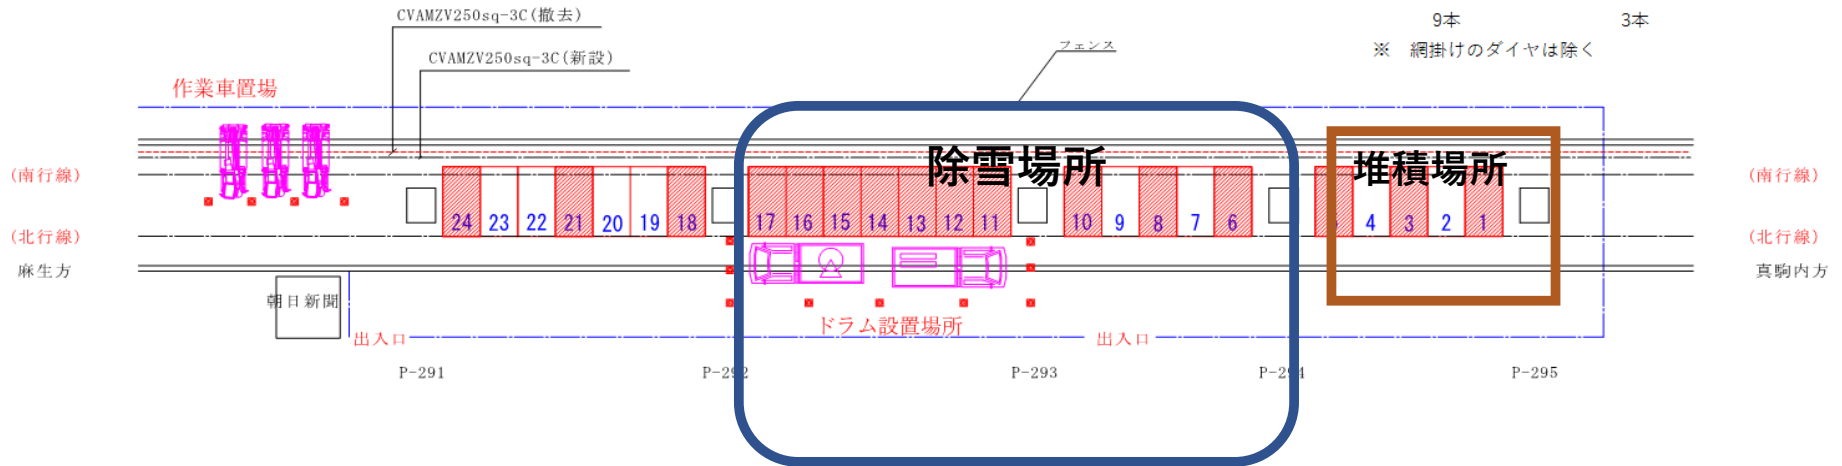 CVAMZV250sq-3C(撤去)
9本 3本
※ 網掛けのダイヤは除く
フェンス
CVAMZV250sq-3C(新設)
作業車置場
除雪場所
堆積場所
(南行線)
(南行線)
24 23 22 21 20 19 18 17 16 15 14 13 12 11 10 9 8 7 6 5 4 3 2 1
(北行線)
(北行線)
麻生方
真駒内方
朝日新聞
ドラム設置場所
出入口
出入口
P-291 P-292 P-293 P-294 P-295